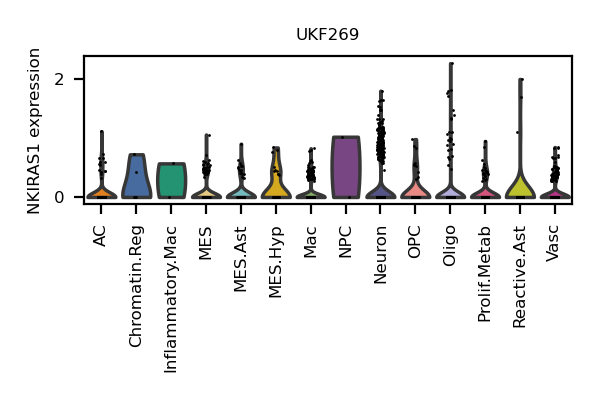 UKF269
NKIRAS1 expression
2
0
AC
Chromatin.Reg
Inflammatory.Mac
MES
MES.Ast
MES.Hyp
Mac
NPC
Neuron
OPC
Oligo
Prolif.Metab
Reactive.Ast
Vasc